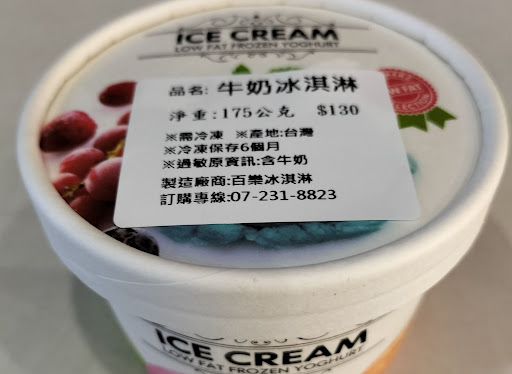 ICE CREAM
LOW FAT FROZEN YOGHURT
品名: 牛奶冰淇淋
淨重:175公克 $130
※需冷凍 ※產地:台灣
※冷凍保存6個月
※過敏原資訊:含牛奶
製造廠商:百樂冰淇淋
訂購專線:07-231-8823
ICE CREAM
LOW FAT FROZEN YOGHURT